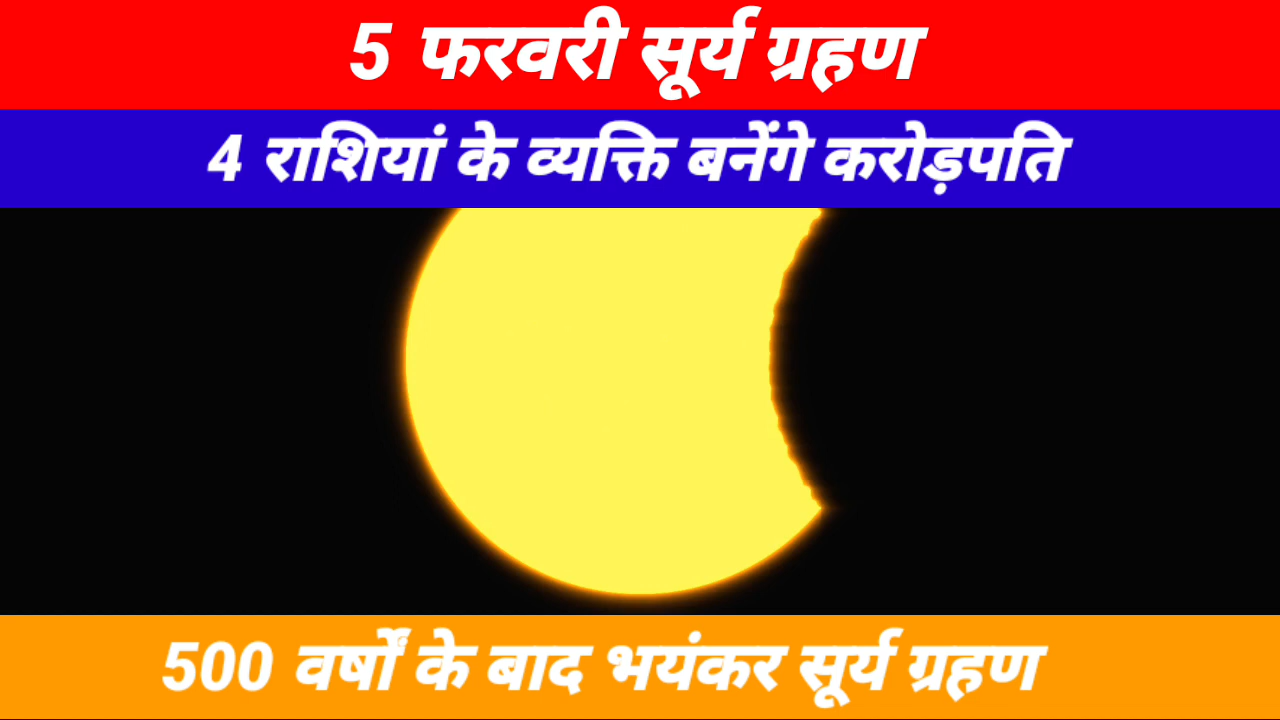 5 फरवरी सूर्य ग्रहण
4 राशियां के व्यक्ति बनेंगे करोड़पति
500 वर्षों के बाद भयंकर सूर्य ग्रहण